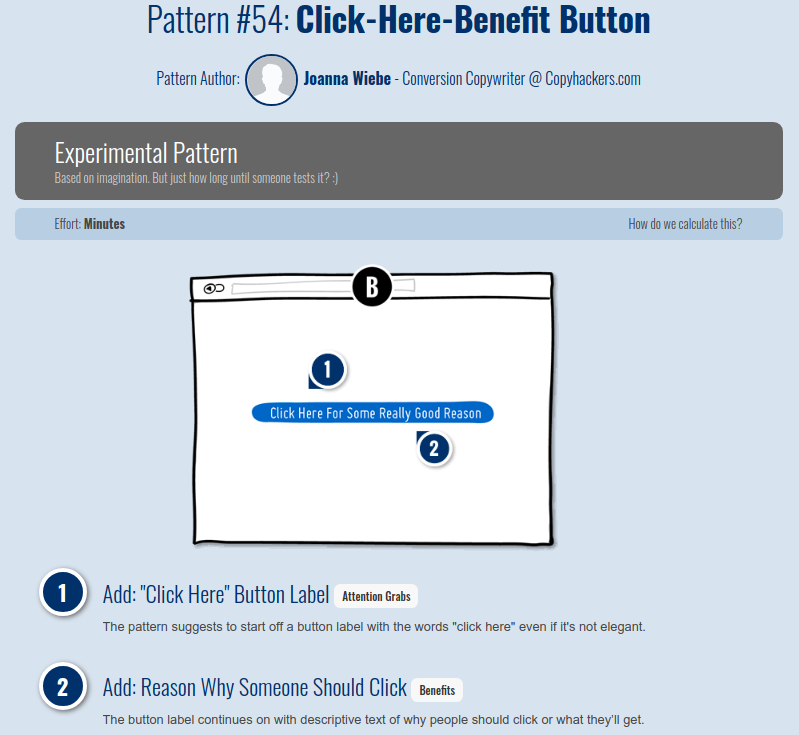 Pattern #54: Click-Here-Benefit Button
Pattern Author: Joanna Wiebe - Conversion Copywriter @ Copyhackers.com
Experimental Pattern
Based on imagination. But just how long until someone tests it? :)
Effort: Minutes How do we calculate this?
B
1
Click Here For Some Really Good Reason
2
1 Add: "Click Here" Button Label Attention Grabs
The pattern suggests to start off a button label with the words "click here" even if it's not elegant.
2 Add: Reason Why Someone Should Click Benefits
The button label continues on with descriptive text of why people should click or what they'll get.